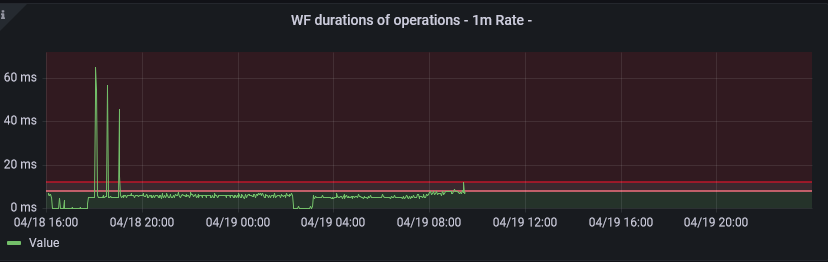 i
WF durations of operations - 1m Rate -
60 ms
40 ms
20 ms
0 ms
04/18 16:00 04/18 20:00 04/19 00:00 04/19 04:00 04/19 08:00 04/19 12:00 04/19 16:00 04/19 20:00
Value